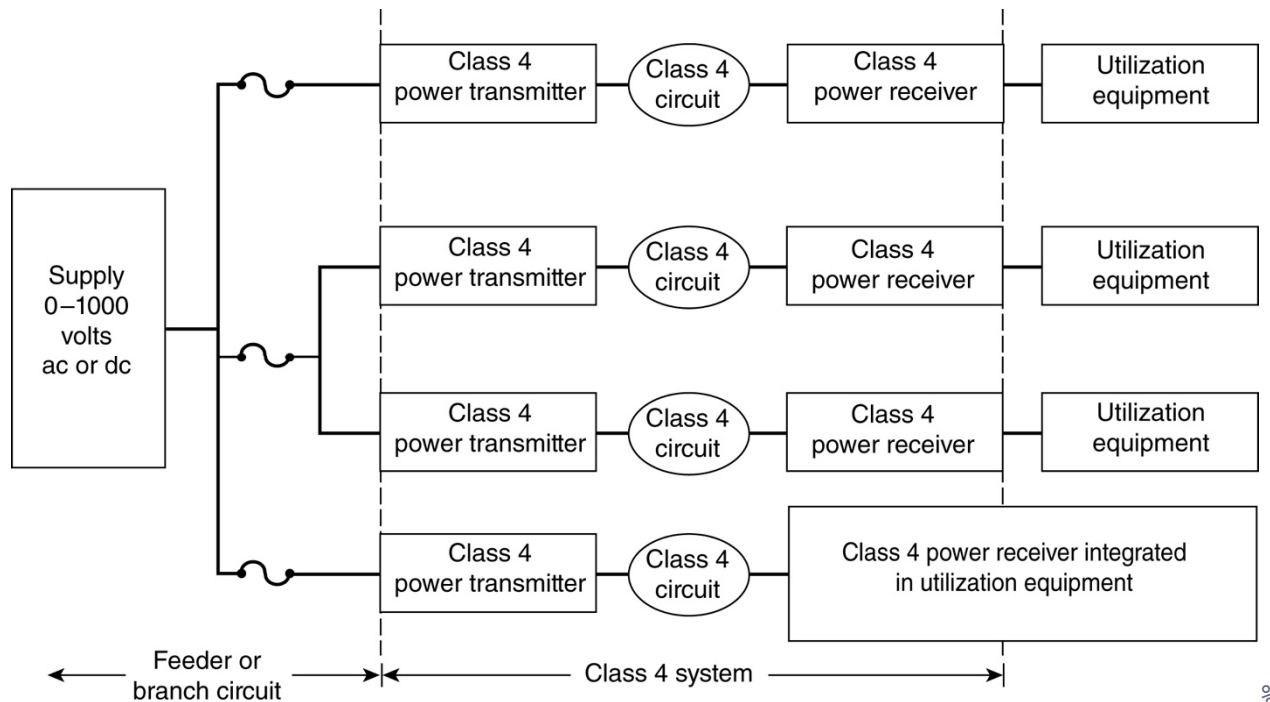 Class 4
power transmitter
Class 4
circuit
Class 4
power receiver
Utilization
equipment
Supply
0–1000
volts
ac or dc
Class 4
power transmitter
Class 4
circuit
Class 4
power receiver
Utilization
equipment
Class 4
power transmitter
Class 4
circuit
Class 4
power receiver
Utilization
equipment
Class 4
power transmitter
Class 4
circuit
Class 4 power receiver integrated
in utilization equipment
Feeder or
branch circuit
Class 4 system